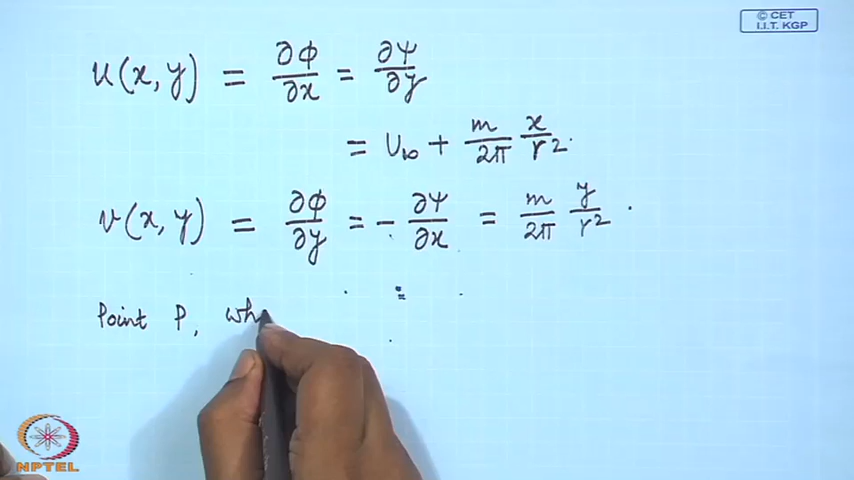 © CET
I.I.T. KGP
u(x, y) = ∂Φ/∂x = ∂Ψ/∂y
= U∞ + m/2π x/r².
v(x, y) = ∂Φ/∂y = - ∂Ψ/∂x = m/2π y/r².
Point P, wh
NPTEL